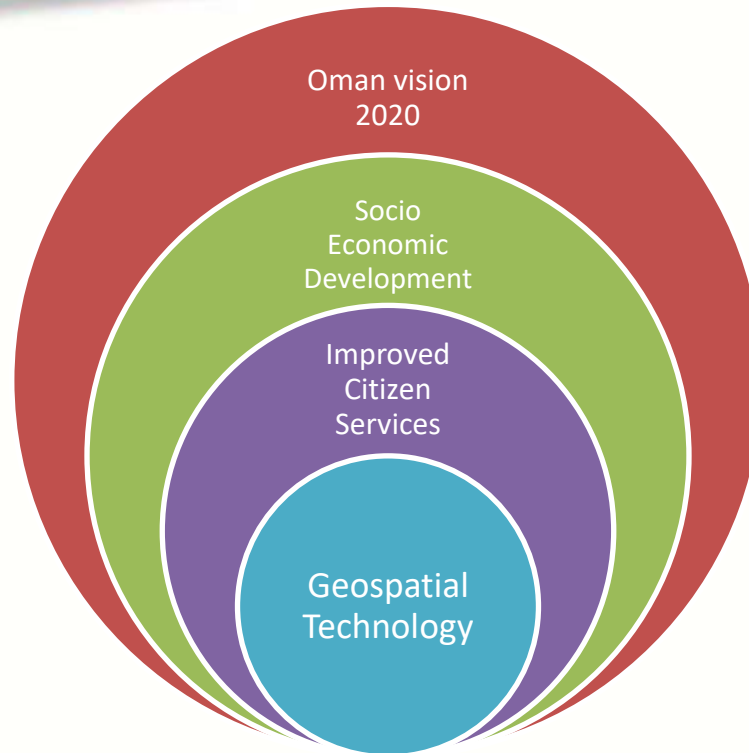 Oman vision
2020
Socio
Economic
Development
Improved
Citizen
Services
Geospatial
Technology